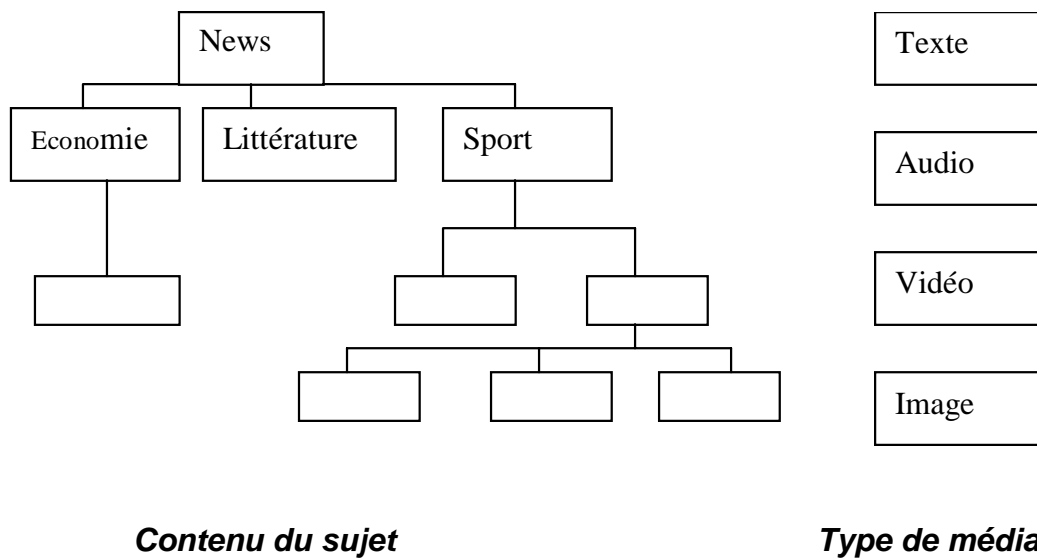 News
Texte
Economie
Littérature
Sport
Audio
Vidéo
Image
Contenu du sujet
Type de média